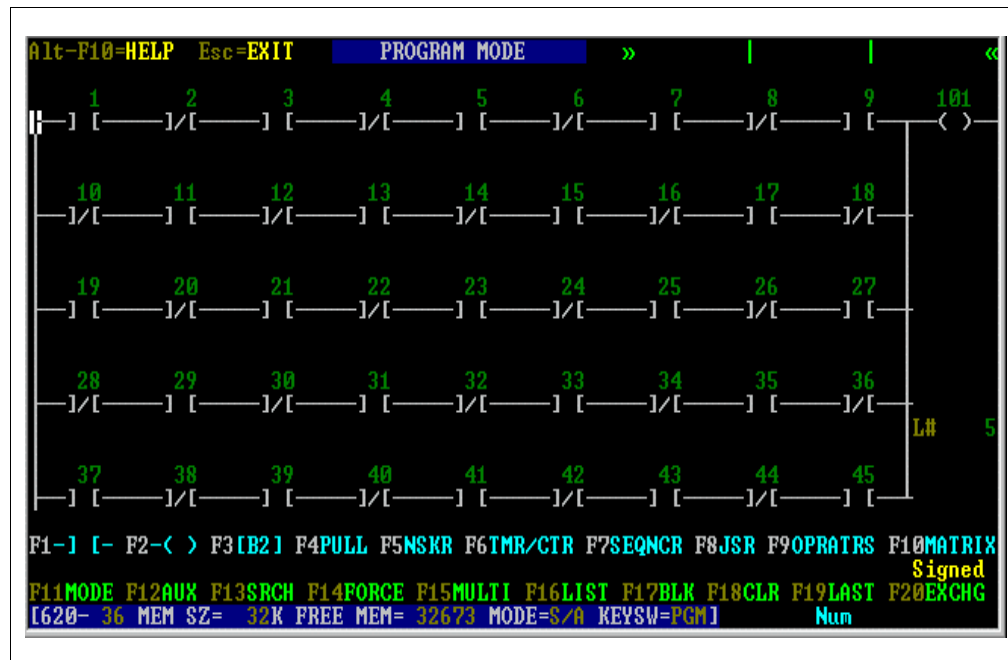 Alt-F10=HELP Esc=EXIT PROGRAM MODE » | | «
1 2 3 4 5 6 7 8 9 101
] [ ]/[ ] [ ]/[ ] [ ]/[ ] [ ]/[ ] [ ( )
10 11 12 13 14 15 16 17 18
]/[ ] [ ]/[ ] [ ]/[ ] [ ]/[ ] [ ]/[
19 20 21 22 23 24 25 26 27
] [ ]/[ ] [ ]/[ ] [ ]/[ ] [ ]/[ ] [
28 29 30 31 32 33 34 35 36
]/[ ] [ ]/[ ] [ ]/[ ] [ ]/[ ] [ ]/[
L# 5
37 38 39 40 41 42 43 44 45
] [ ]/[ ] [ ]/[ ] [ ]/[ ] [ ]/[ ] [
F1-] [- F2-( ) F3[B2] F4PULL F5NSKR F6TMR/CTR F7SEQNCR F8JSR F9OPRATRS F10MATRIX
Signed
F11MODE F12AUX F13SRCH F14FORCE F15MULTI F16LIST F17BLK F18CLR F19LAST F20EXCHG
[620- 36 MEM SZ= 32K FREE MEM= 32673 MODE=S/A KEYSW=PGM] Num